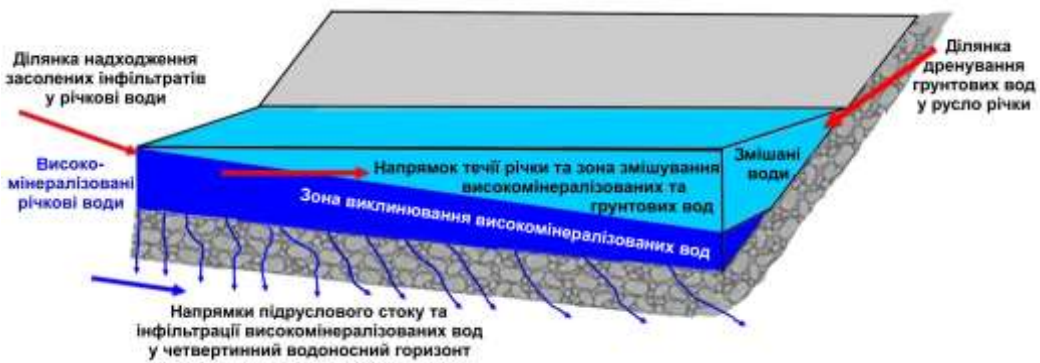 Ділянка надходження
засолених інфільтратів
у річкові води
Ділянка
дренування
грунтових вод
у русло річки
Високо-
мінералізовані
річкові води
Напрямок течії річки та зона змішування
високомінералізованих та
грунтових вод
Змішані
води
Зона виклинювання високомінералізованих вод
Напрямки підруслового стоку та
інфільтрації високомінералізованих вод
у четвертинний водоносний горизонт